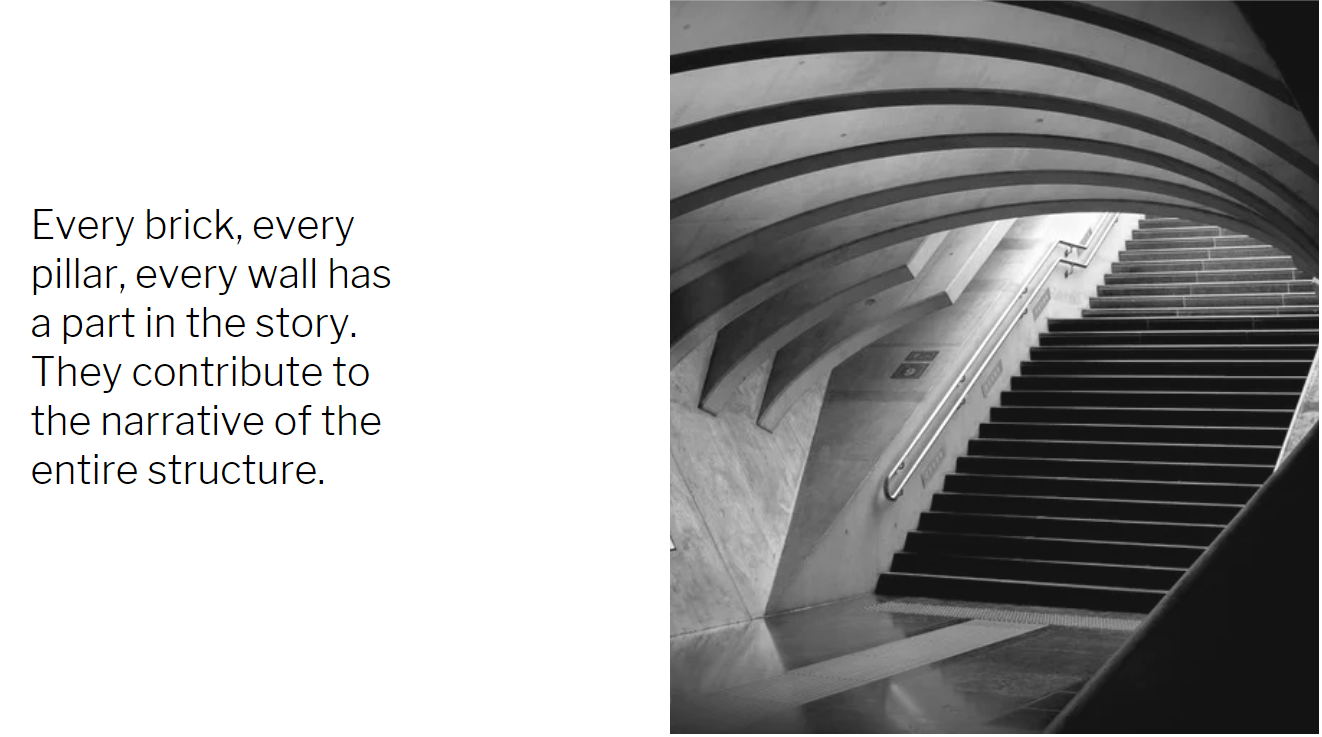 Every brick, every
pillar, every wall has
a part in the story.
They contribute to
the narrative of the
entire structure.